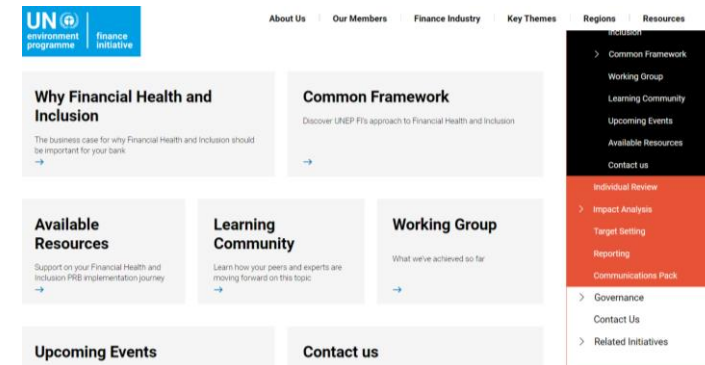 UN
environment
programme
finance
initiative
About Us
Our Members
Finance Industry
Key Themes
Regions
Resources
Why Financial Health and
Inclusion
The business case for why Financial Health and Inclusion should
be important for your bank
→
Common Framework
Discover UNEP FI's approach to Financial Health and Inclusion
→
Available
Resources
Support on your Financial Health and
Inclusion PRB implementation journey
→
Learning
Community
Learn how your peers and experts are
moving forward on this topic
→
Working Group
What we've achieved so far
→
Upcoming Events
Contact us
Inclusion
> Common Framework
Working Group
Learning Community
Upcoming Events
Available Resources
Contact us
Individual Review
> Impact Analysis
Target Setting
Reporting
Communications Pack
> Governance
Contact Us
> Related Initiatives